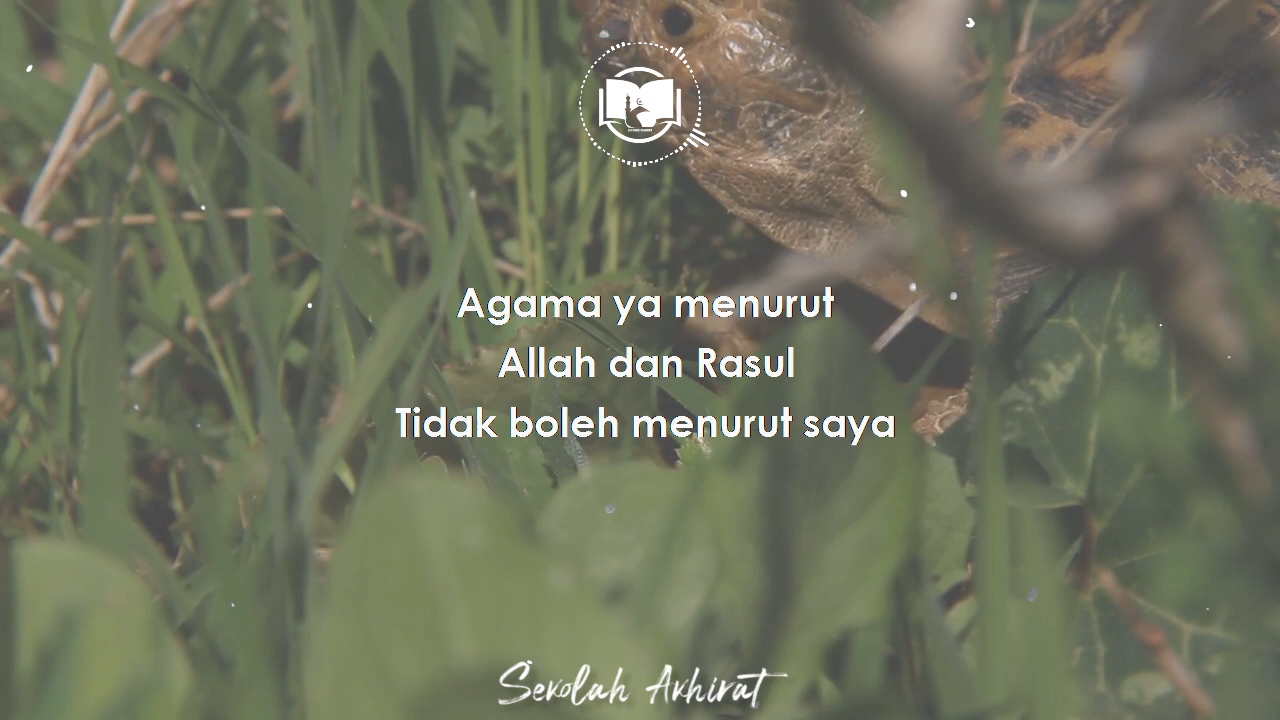 Agama ya menurut
Allah dan Rasul
Tidak boleh menurut saya
Sekolah Akhirat